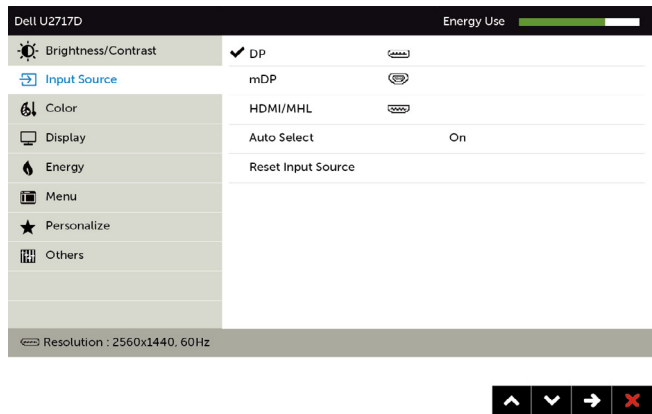 Dell U2717D
Energy Use
Brightness/Contrast
Input Source
Color
Display
Energy
Menu
Personalize
Others
DP
mDP
HDMI/MHL
Auto Select On
Reset Input Source
Resolution : 2560x1440, 60Hz